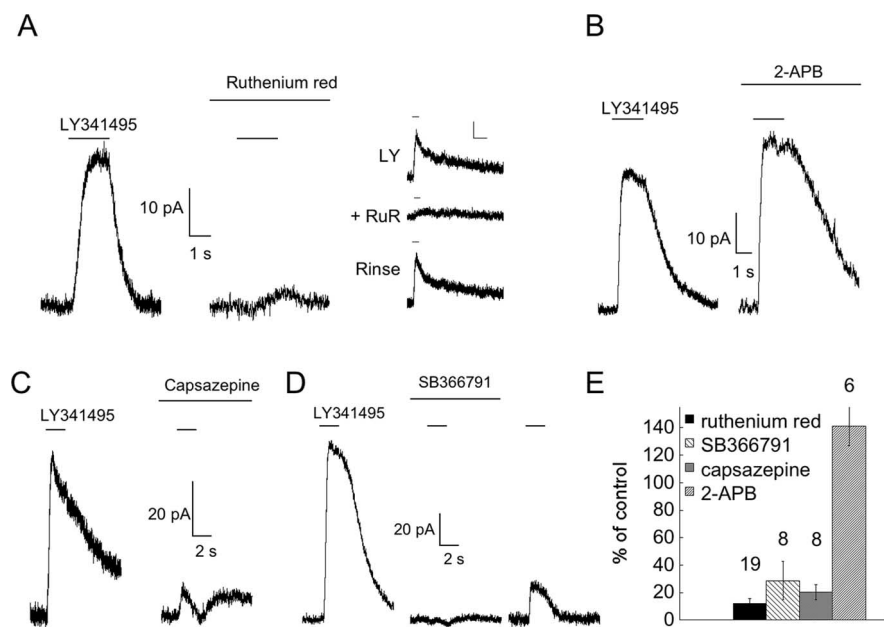 A
LY341495
Ruthenium red
10 pA
1 s
LY
+ RuR
Rinse
B
LY341495
2-APB
10 pA
1 s
C
LY341495
Capsazepine
20 pA
2 s
D
LY341495
SB366791
20 pA
2 s
E
% of control
140
120
100
80
60
40
20
0
ruthenium red
SB366791
capsazepine
2-APB
19
8
8
6